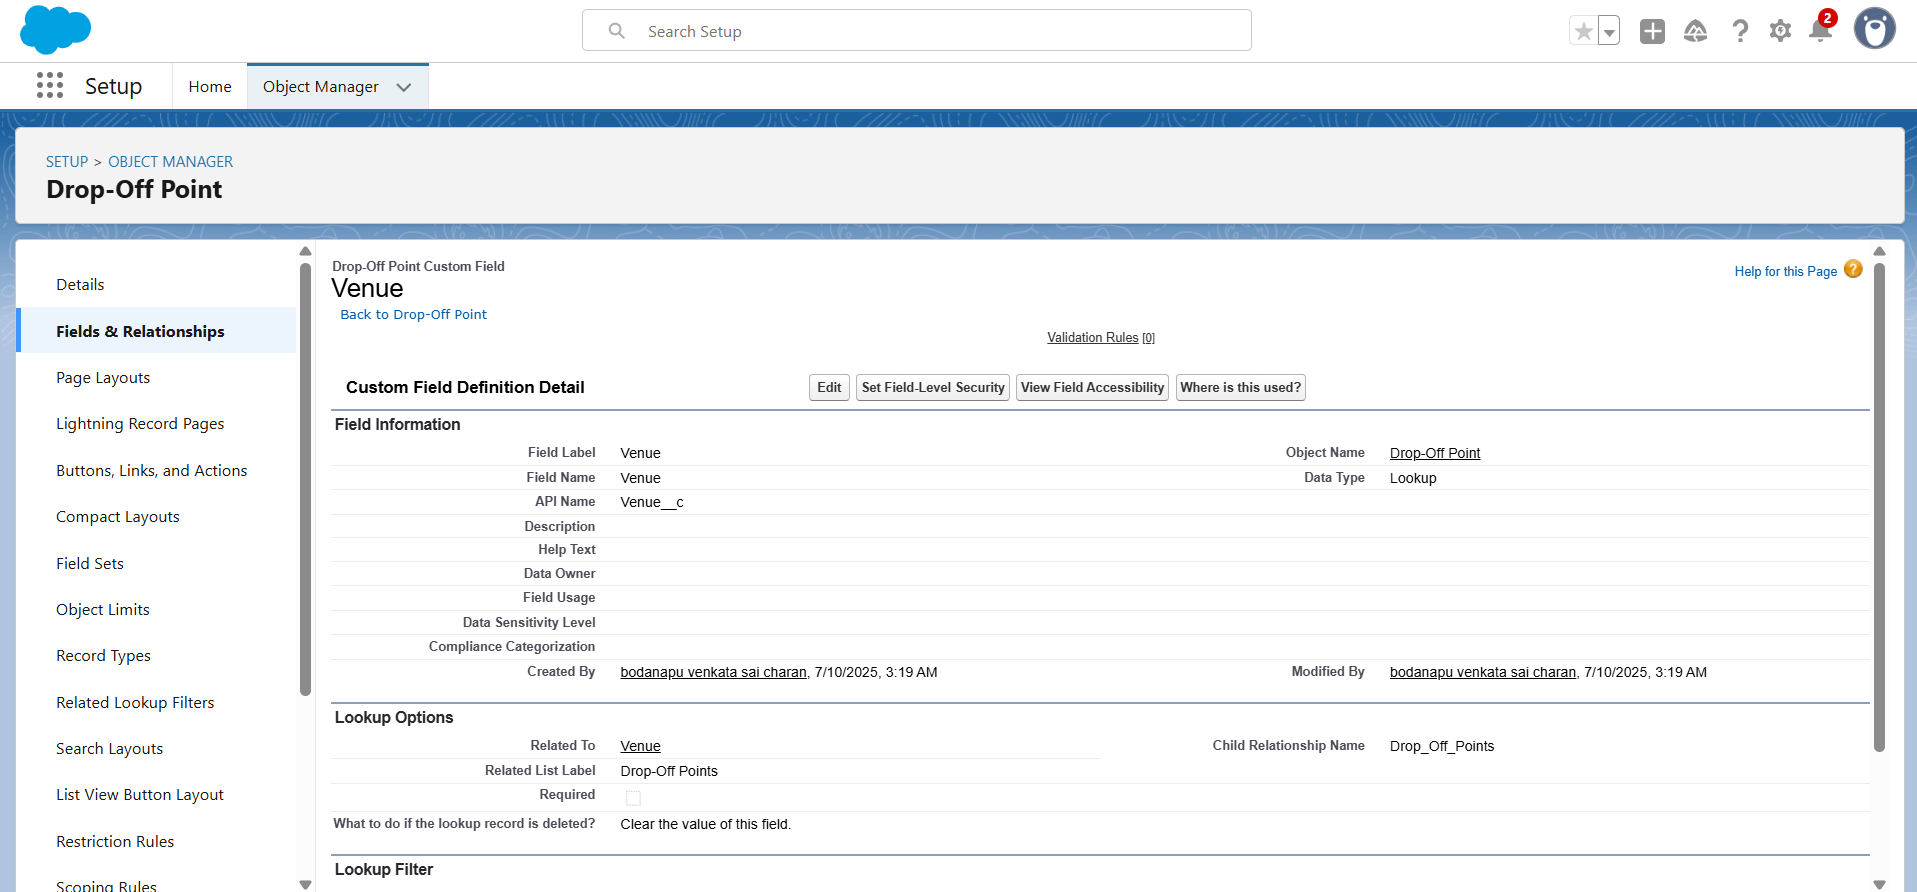 Search Setup
2
Setup
Home
Object Manager
SETUP > OBJECT MANAGER
Drop-Off Point
Details
Fields & Relationships
Page Layouts
Lightning Record Pages
Buttons, Links, and Actions
Compact Layouts
Field Sets
Object Limits
Record Types
Related Lookup Filters
Search Layouts
List View Button Layout
Restriction Rules
Scoping Rules
Drop-Off Point Custom Field
Venue
Back to Drop-Off Point
Help for this Page ?
Validation Rules [0]
Custom Field Definition Detail
Edit
Set Field-Level Security
View Field Accessibility
Where is this used?
Field Information
Field Label Venue
Object Name Drop-Off Point
Field Name Venue
Data Type Lookup
API Name Venue__c
Description
Help Text
Data Owner
Field Usage
Data Sensitivity Level
Compliance Categorization
Created By bodanapu venkata sai charan, 7/10/2025, 3:19 AM
Modified By bodanapu venkata sai charan, 7/10/2025, 3:19 AM
Lookup Options
Related To Venue
Child Relationship Name Drop_Off_Points
Related List Label Drop-Off Points
Required
What to do if the lookup record is deleted? Clear the value of this field.
Lookup Filter